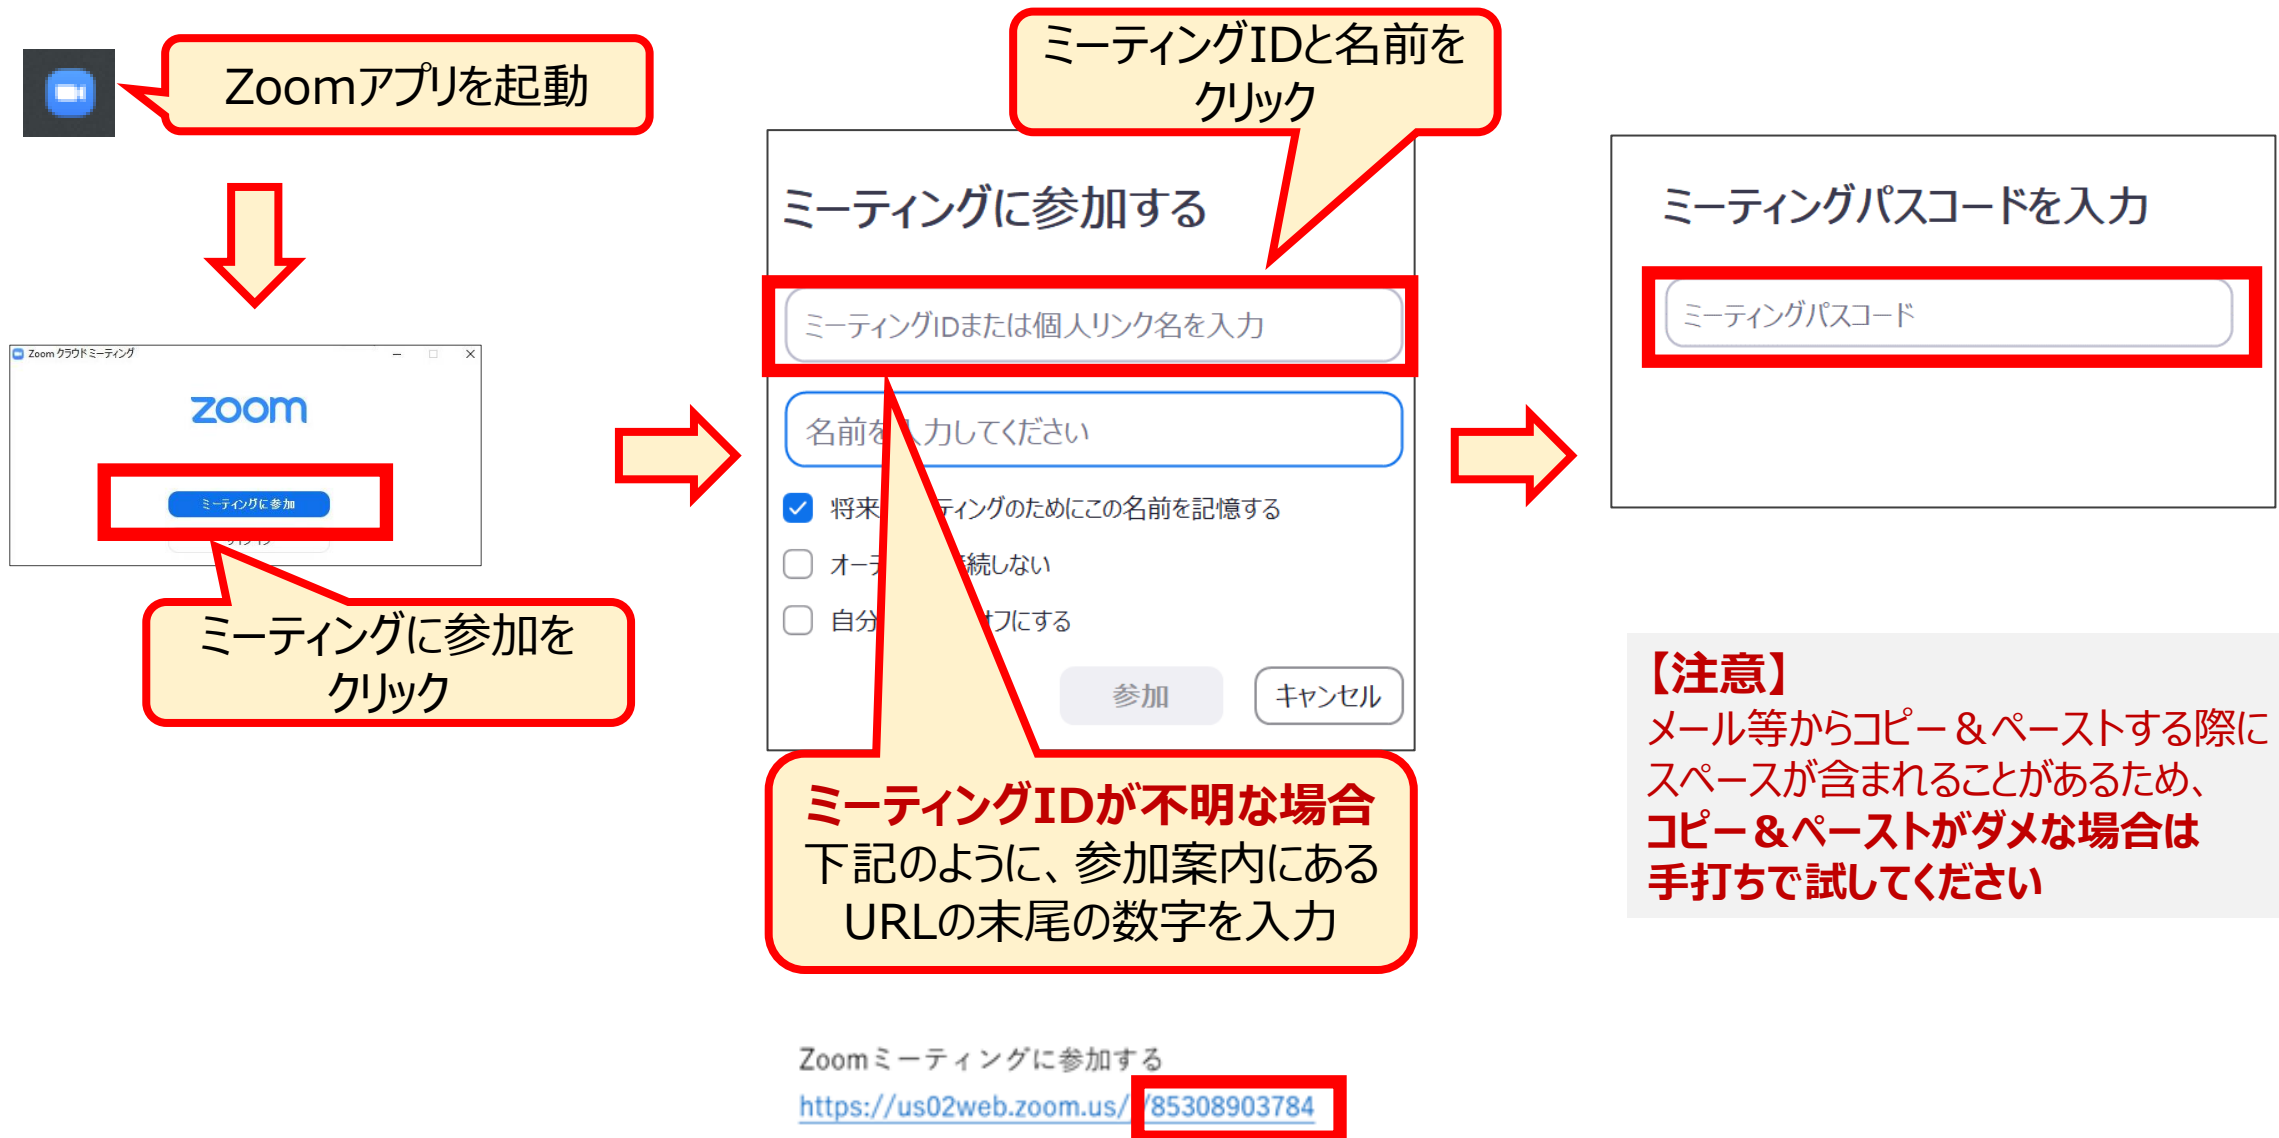 Zoomアプリを起動
Zoom クラウド ミーティング
zoom
ミーティングに参加
ミーティングに参加を
クリック
ミーティングIDと名前を
クリック
ミーティングに参加する
ミーティングIDまたは個人リンク名を入力
名前を 力してください
将来 ティングのためにこの名前を記憶する
オー 続しない
自分 オフにする
参加
キャンセル
ミーティングIDが不明な場合
下記のように、参加案内にある
URLの末尾の数字を入力
Zoomミーティングに参加する
https://us02web.zoom.us/ /85308903784
ミーティングパスコードを入力
ミーティングパスコード
【注意】
メール等からコピー＆ペーストする際に
スペースが含まれることがあるため、
コピー＆ペーストがダメな場合は
手打ちで試してください